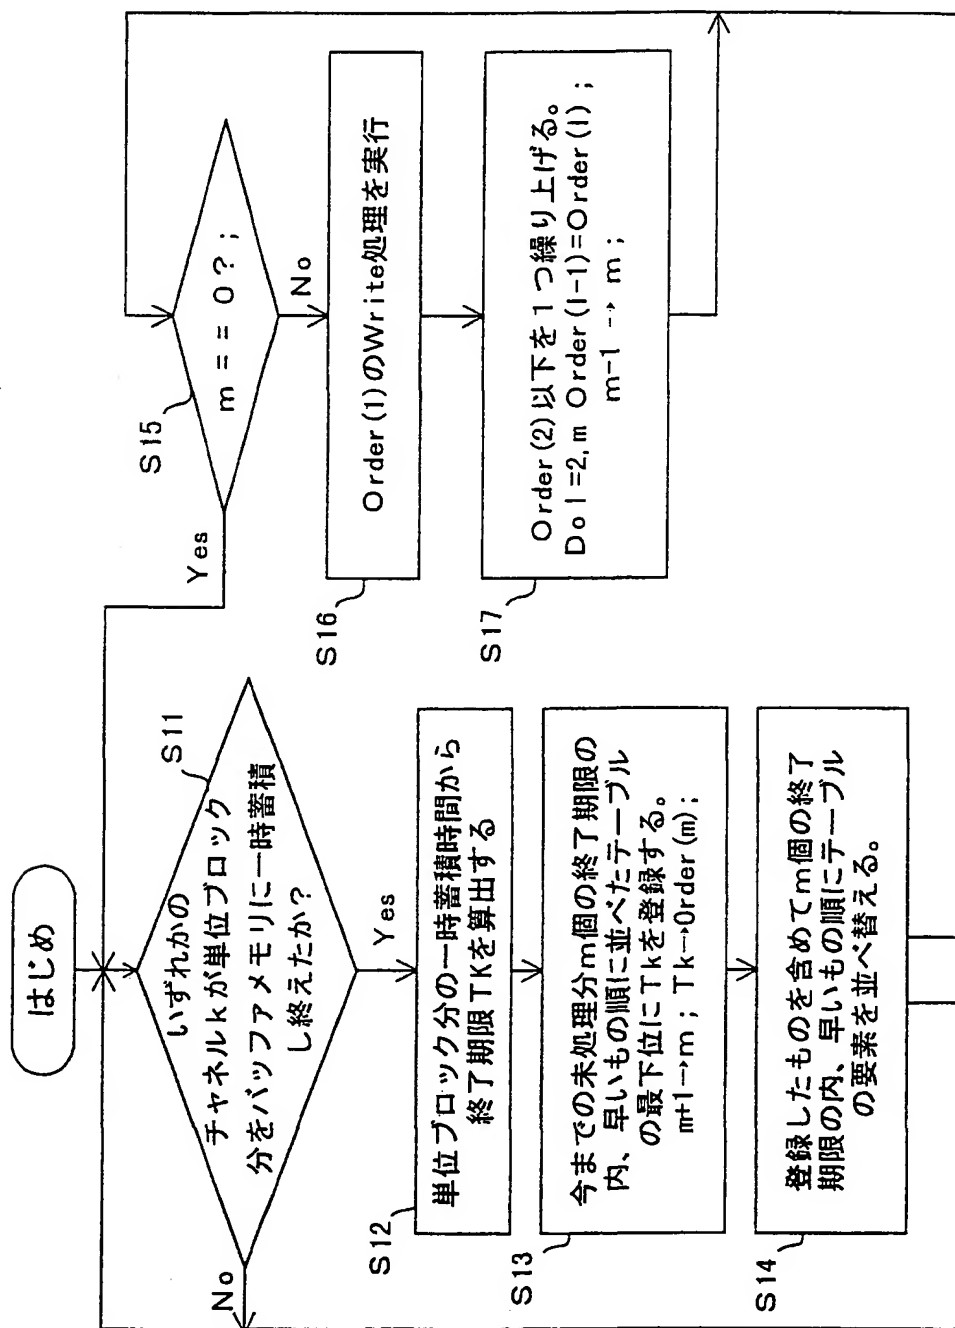 はじめ
S11
いずれかの
チャネルkが単位ブロック
分をバッファメモリに一時蓄積
し終えたか?
No
Yes
S12
単位ブロック分の一時蓄積時間から
終了期限TKを算出する
S13
今までの未処理分m個の終了期限の
内、早いもの順に並べたテーブル
の最下位にTkを登録する。
m+1→m; Tk→Order(m);
S14
登録したものを含めてm個の終了
期限の内、早いもの順にテーブル
の要素を並べ替える。
S15
m==0?;
Yes
No
S16
Order(1)のWrite処理を実行
S17
Order(2)以下を1つ繰り上げる。
Do l=2,m Order(l-1)=Order(l);
m-1→m;